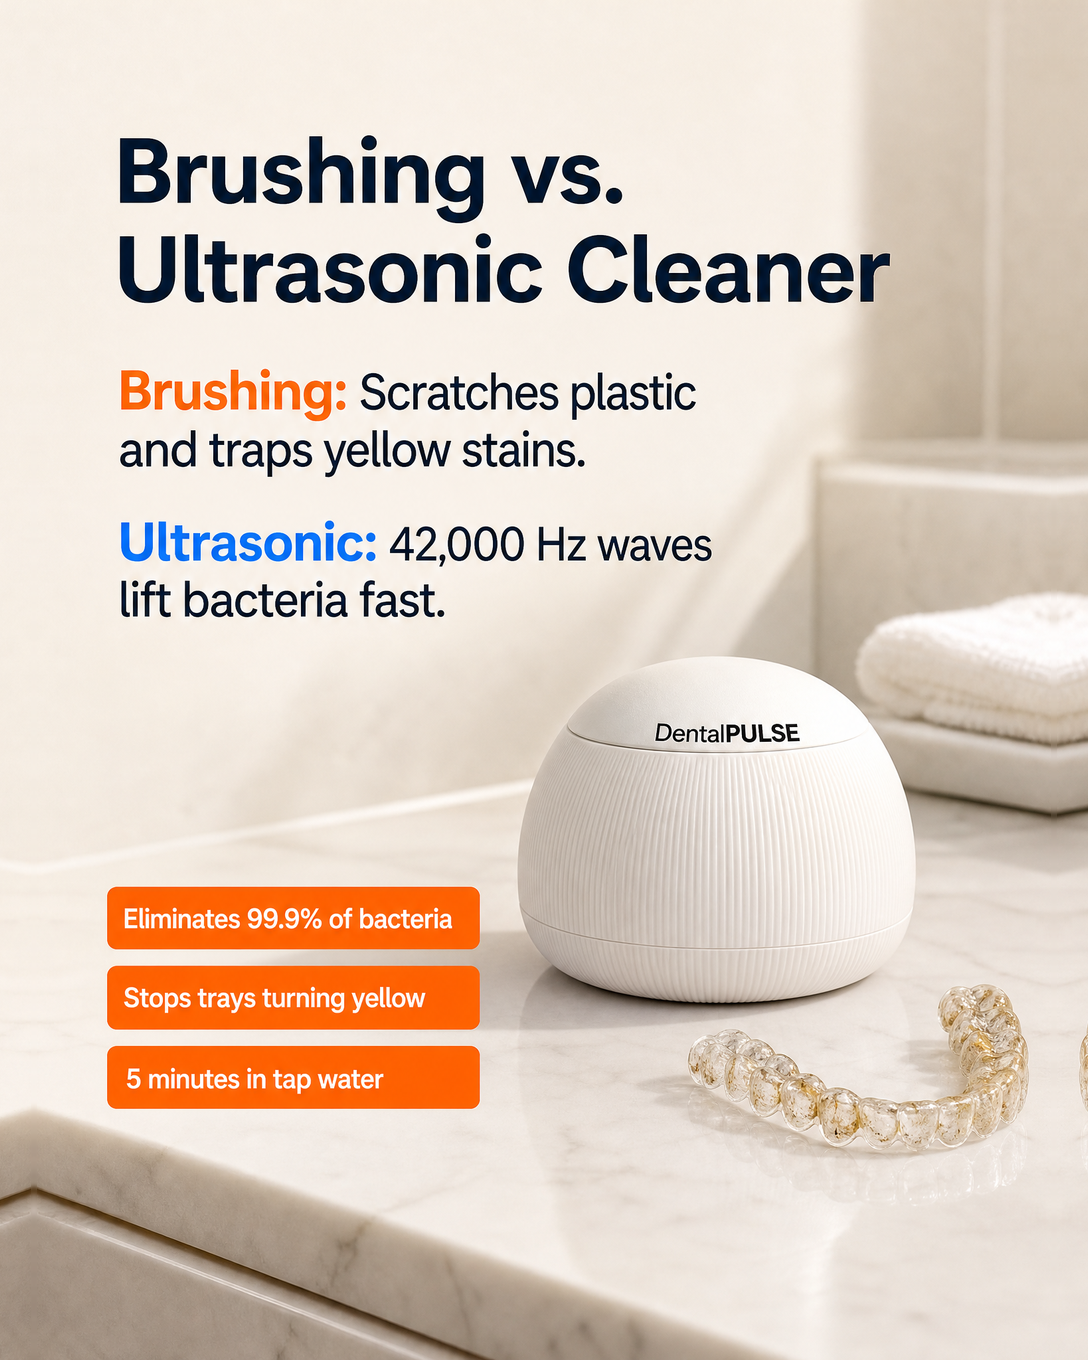 Brushing vs.
Ultrasonic Cleaner
Brushing: Scratches plastic
and traps yellow stains.
Ultrasonic: 42,000 Hz waves
lift bacteria fast.
DentalPULSE
Eliminates 99.9% of bacteria
Stops trays turning yellow
5 minutes in tap water